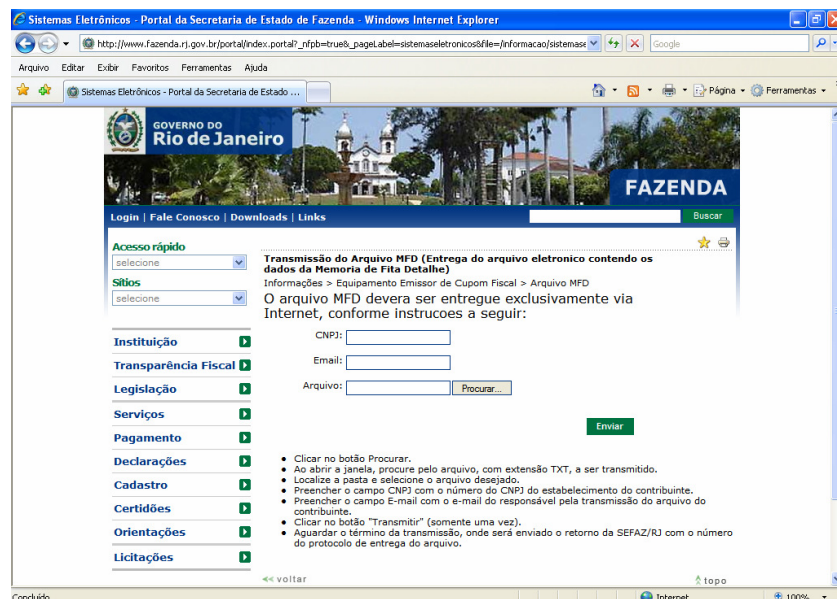 Sistemas Eletrônicos - Portal da Secretaria de Estado de Fazenda - Windows Internet Explorer
http://www.fazenda.rj.gov.br/portal/index.portal?_nfpb=true&_pageLabel=sistemaseletronicos&file=/informacao/sistemase
Google
Arquivo Editar Exibir Favoritos Ferramentas Ajuda
Sistemas Eletrônicos - Portal da Secretaria de Estado ...
Página Ferramentas
GOVERNO DO
Rio de Janeiro
FAZENDA
Login | Fale Conosco | Downloads | Links
Buscar
Acesso rápido
selecione
Sítios
selecione
Instituição
Transparência Fiscal
Legislação
Serviços
Pagamento
Declarações
Cadastro
Certidões
Orientações
Licitações
Transmissão do Arquivo MFD (Entrega do arquivo eletronico contendo os
dados da Memoria de Fita Detalhe)
Informações > Equipamento Emissor de Cupom Fiscal > Arquivo MFD
O arquivo MFD devera ser entregue exclusivamente via
Internet, conforme instrucoes a seguir:
CNPJ:
Email:
Arquivo:
Procurar...
Enviar
• Clicar no botão Procurar.
• Ao abrir a janela, procure pelo arquivo, com extensão TXT, a ser transmitido.
• Localize a pasta e selecione o arquivo desejado.
• Preencher o campo CNPJ com o número do CNPJ do estabelecimento do contribuinte.
• Preencher o campo E-mail com o e-mail do responsável pela transmissão do arquivo do
contribuinte.
• Clicar no botão "Transmitir" (somente uma vez).
• Aguardar o término da transmissão, onde será enviado o retorno da SEFAZ/RJ com o número
do protocolo de entrega do arquivo.
<< voltar
topo
Concluído
Internet
100%